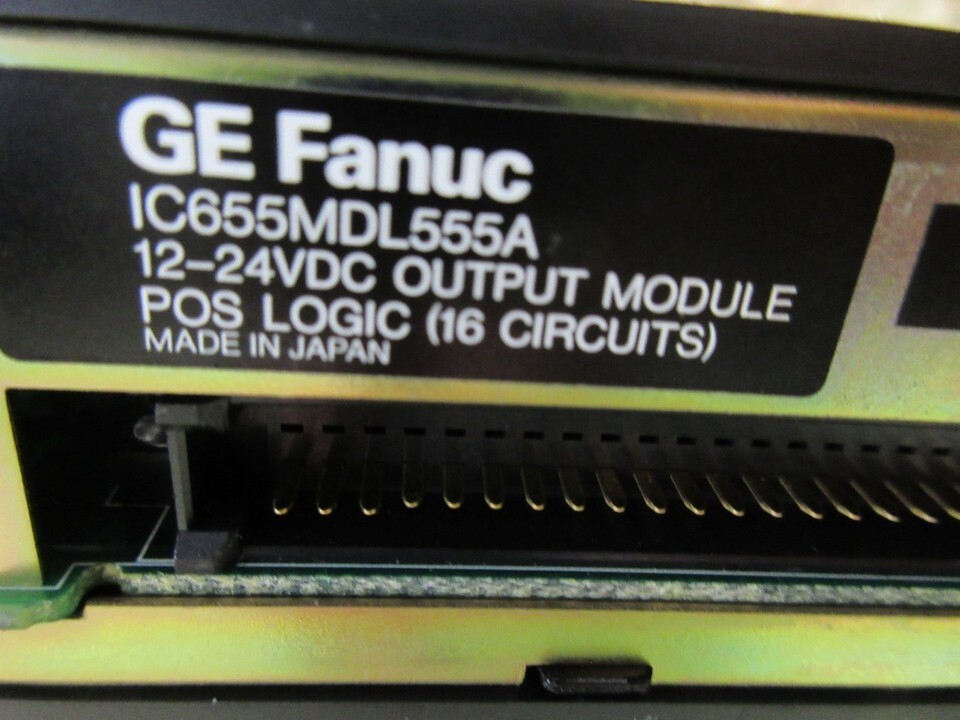 GE Fanuc
IC655MDL555A
12-24VDC OUTPUT MODULE
POS LOGIC (16 CIRCUITS)
MADE IN JAPAN